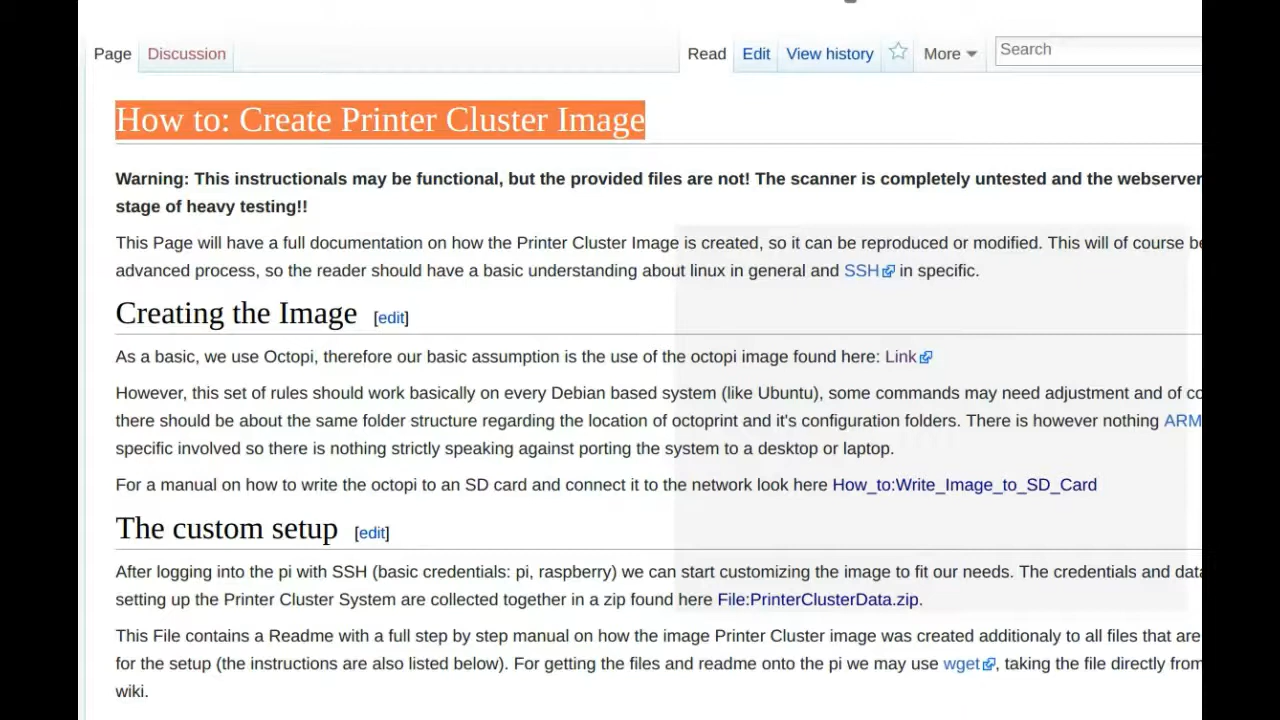 Page Discussion Read Edit View history More Search
How to: Create Printer Cluster Image
Warning: This instructionals may be functional, but the provided files are not! The scanner is completely untested and the webserver
stage of heavy testing!!
This Page will have a full documentation on how the Printer Cluster Image is created, so it can be reproduced or modified. This will of course be
advanced process, so the reader should have a basic understanding about linux in general and SSH in specific.
Creating the Image [edit]
As a basic, we use Octopi, therefore our basic assumption is the use of the octopi image found here: Link
However, this set of rules should work basically on every Debian based system (like Ubuntu), some commands may need adjustment and of co
there should be about the same folder structure regarding the location of octoprint and it's configuration folders. There is however nothing ARM
specific involved so there is nothing strictly speaking against porting the system to a desktop or laptop.
For a manual on how to write the octopi to an SD card and connect it to the network look here How_to:Write_Image_to_SD_Card
The custom setup [edit]
After logging into the pi with SSH (basic credentials: pi, raspberry) we can start customizing the image to fit our needs. The credentials and data
setting up the Printer Cluster System are collected together in a zip found here File:PrinterClusterData.zip.
This File contains a Readme with a full step by step manual on how the image Printer Cluster image was created additionaly to all files that are
for the setup (the instructions are also listed below). For getting the files and readme onto the pi we may use wget, taking the file directly from
wiki.